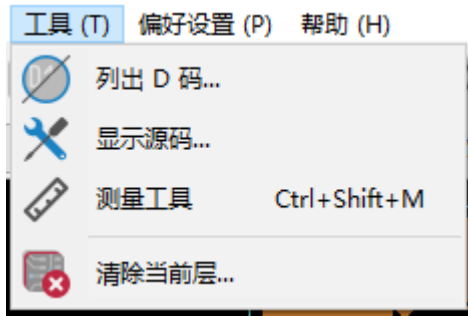 工具 (T) 偏好设置 (P) 帮助 (H)
列出 D 码...
显示源码...
测量工具 Ctrl+Shift+M
清除当前层...